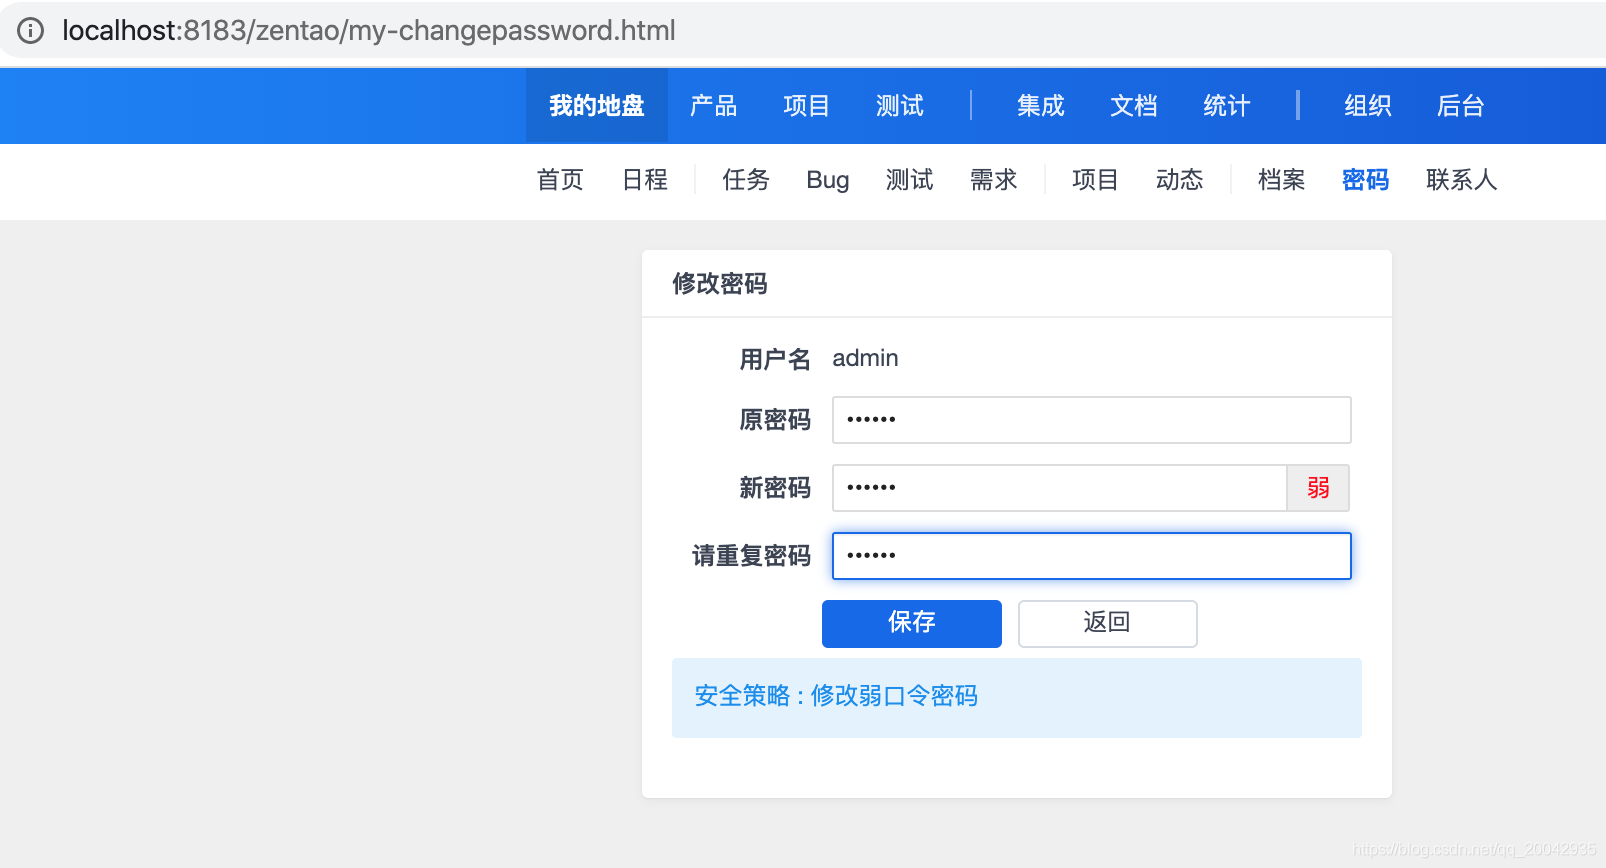 localhost:8183/zentao/my-changepassword.html
我的地盘 产品 项目 测试 集成 文档 统计 组织 后台
首页 日程 任务 Bug 测试 需求 项目 动态 档案 密码 联系人
修改密码
用户名 admin
原密码 ••••••
新密码 •••••• 弱
请重复密码 ••••••
保存 返回
安全策略 : 修改弱口令密码
https://blog.csdn.net/qq_20042935